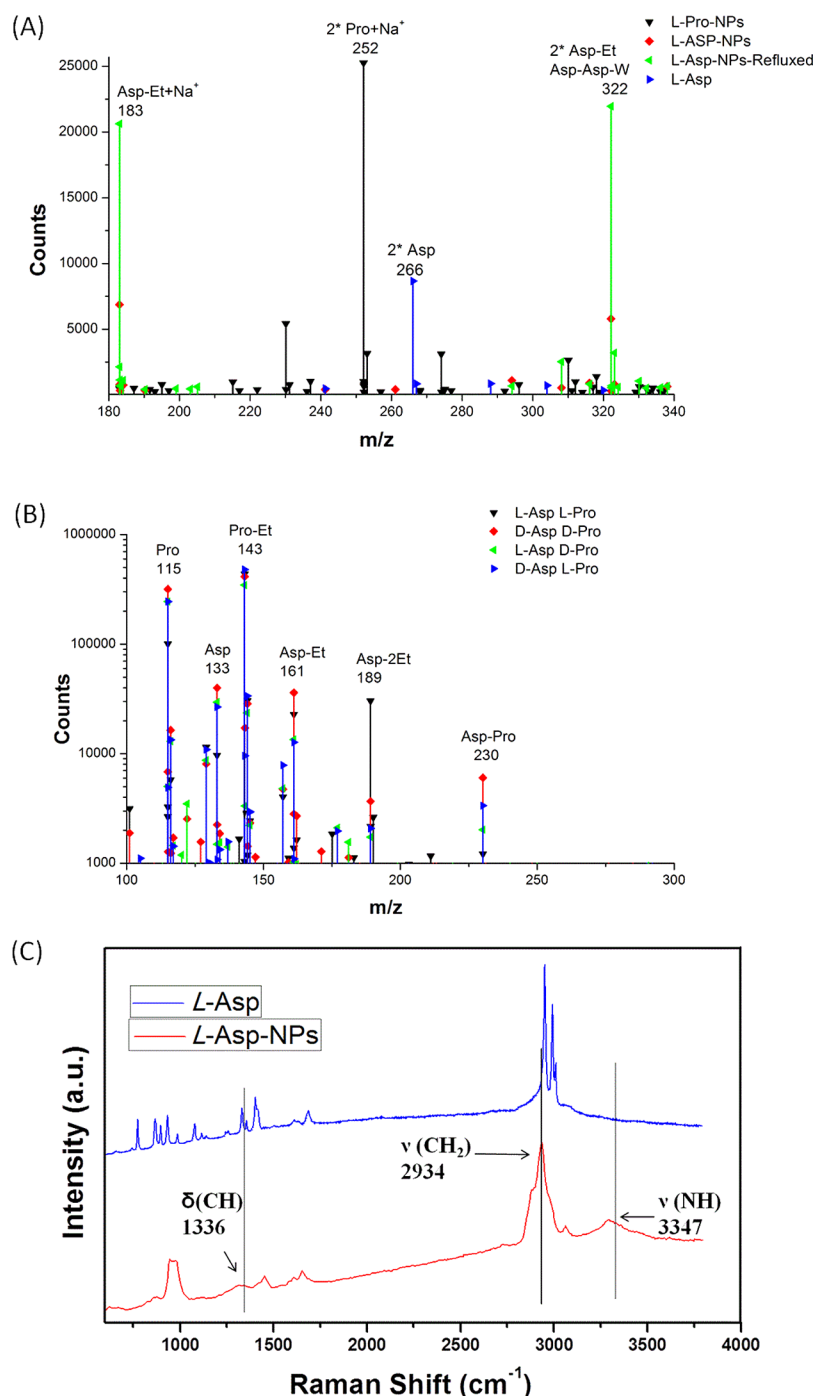 (A)
2* Pro+Na+
252
L-Pro-NPs
L-ASP-NPs
L-Asp-NPs-Refluxed
L-Asp
2* Asp-Et
Asp-Asp-W
322
Asp-Et+Na+
183
2* Asp
266
25000
20000
15000
10000
5000
Counts
180 200 220 240 260 280 300 320 340
m/z
(B)
L-Asp L-Pro
D-Asp D-Pro
L-Asp D-Pro
D-Asp L-Pro
Pro-Et
143
Pro
115
Asp
133
Asp-Et
161
Asp-2Et
189
Asp-Pro
230
1000000
100000
10000
1000
Counts
100 150 200 250 300
m/z
(C)
L-Asp
L-Asp-NPs
ν (CH2)
2934
δ(CH)
1336
ν (NH)
3347
Intensity (a.u.)
1000 1500 2000 2500 3000 3500 4000
Raman Shift (cm-1)